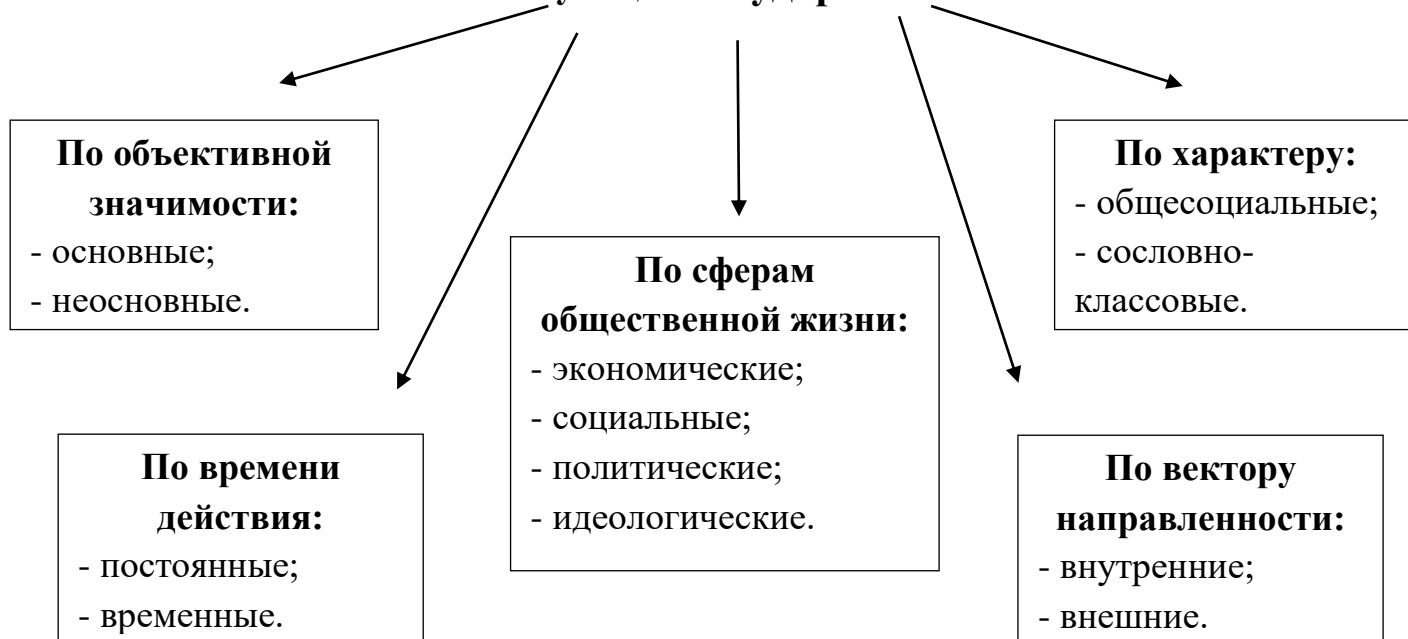 По объективной
значимости:
- основные;
- неосновные.
По характеру:
- общесоциальные;
- сословно-
классовые.
По сферам
общественной жизни:
- экономические;
- социальные;
- политические;
- идеологические.
По времени
действия:
- постоянные;
- временные.
По вектору
направленности:
- внутренние;
- внешние.